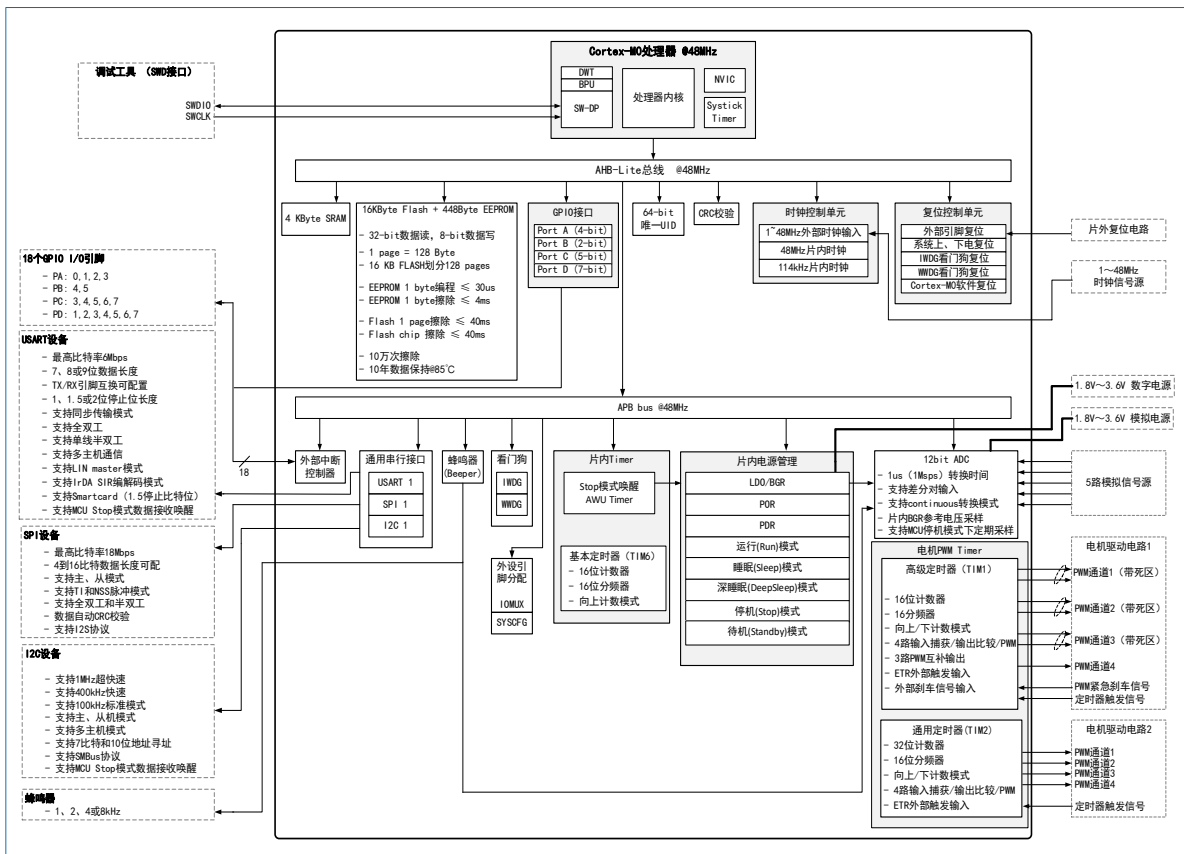 Cortex-M0处理器 @48MHz
DWT
BPU
SW-DP
处理器内核
NVIC
Systick
Timer
调试工具 （SWD接口）
SWDIO
SWCLK
AHB-Lite总线 @48MHz
4 KByte SRAM
16KByte Flash + 448Byte EEPROM
- 32-bit数据读，8-bit数据写
- 1 page = 128 Byte
- 16 KB FLASH划分128 pages
- EEPROM 1 byte编程 ≤ 30us
- EEPROM 1 byte擦除 ≤ 4ms
- Flash 1 page擦除 ≤ 40ms
- Flash chip 擦除 ≤ 40ms
- 10万次擦除
- 10年数据保持@85℃
GPIO接口
Port A (4-bit)
Port B (2-bit)
Port C (5-bit)
Port D (7-bit)
64-bit
唯一UID
CRC校验
时钟控制单元
1~48MHz外部时钟输入
48MHz片内时钟
114kHz片内时钟
复位控制单元
外部引脚复位
系统上、下电复位
IWDG看门狗复位
WWDG看门狗复位
Cortex-M0软件复位
片外复位电路
1～48MHz
时钟信号源
18个GPIO I/O引脚
- PA: 0,1,2,3
- PB: 4,5
- PC: 3,4,5,6,7
- PD: 1,2,3,4,5,6,7
USART设备
- 最高比特率6Mbps
- 7、8或9位数据长度
- TX/RX引脚互换可配置
- 1、1.5或2位停止位长度
- 支持同步传输模式
- 支持全双工
- 支持单线半双工
- 支持多主机通信
- 支持LIN master模式
- 支持IrDA SIR编解码模式
- 支持Smartcard (1.5停止比特位)
- 支持MCU Stop模式数据接收唤醒
SPI设备
- 最高比特率18Mbps
- 4到16比特数据长度可配
- 支持主、从模式
- 支持TI和NSS脉冲模式
- 支持全双工和半双工
- 数据自动CRC校验
- 支持I2S协议
I2C设备
- 支持1MHz超快速
- 支持400kHz快速
- 支持100kHz标准模式
- 支持主、从机模式
- 支持多主机模式
- 支持7比特和10位地址寻址
- 支持SMBus协议
- 支持MCU Stop模式数据接收唤醒
蜂鸣器
- 1、2、4或8kHz
APB bus @48MHz
18
外部中断
控制器
通用串行接口
USART 1
SPI 1
I2C 1
蜂鸣器
(Beeper)
看门狗
IWDG
WWDG
外设引
脚分配
IOMUX
SYSCFG
片内Timer
Stop模式唤醒
AWU Timer
基本定时器（TIM6）
- 16位计数器
- 16位分频器
- 向上计数模式
片内电源管理
LDO/BGR
POR
PDR
运行(Run)模式
睡眠(Sleep)模式
深睡眠(DeepSleep)模式
停机(Stop)模式
待机(Standby)模式
12bit ADC
- 1us（1Msps）转换时间
- 支持差分对输入
- 支持continuous转换模式
- 片内BGR参考电压采样
- 支持MCU停机模式下定期采样
1.8V～3.6V 数字电源
1.8V～3.6V 模拟电源
5路模拟信号源
电机PWM Timer
高级定时器（TIM1）
- 16位计数器
- 16分频器
- 向上/下计数模式
- 4路输入捕获/输出比较/PWM
- 3路PWM互补输出
- ETR外部触发输入
- 外部刹车信号输入
通用定时器(TIM2)
- 32位计数器
- 16位分频器
- 向上/下计数模式
- 4路输入捕获/输出比较/PWM
- ETR外部触发输入
电机驱动电路1
PWM通道1（带死区）
PWM通道2（带死区）
PWM通道3（带死区）
PWM通道4
PWM紧急刹车信号
定时器触发信号
电机驱动电路2
PWM通道1
PWM通道2
PWM通道3
PWM通道4
定时器触发信号